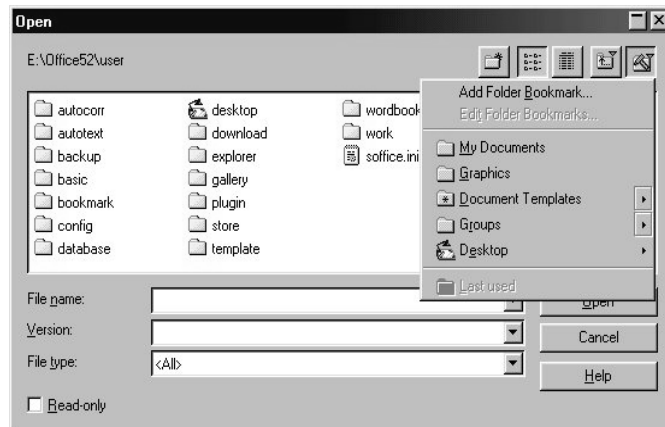 Open
E:\Office52\user
autocorr
autotext
backup
basic
bookmark
config
database
desktop
download
explorer
gallery
plugin
store
template
wordbook
work
soffice.ini
Add Folder Bookmark...
Edit Folder Bookmarks...
My Documents
Graphics
Document Templates
Groups
Desktop
Last used
File name:
Open
Version:
Cancel
File type:
<All>
Help
Read-only